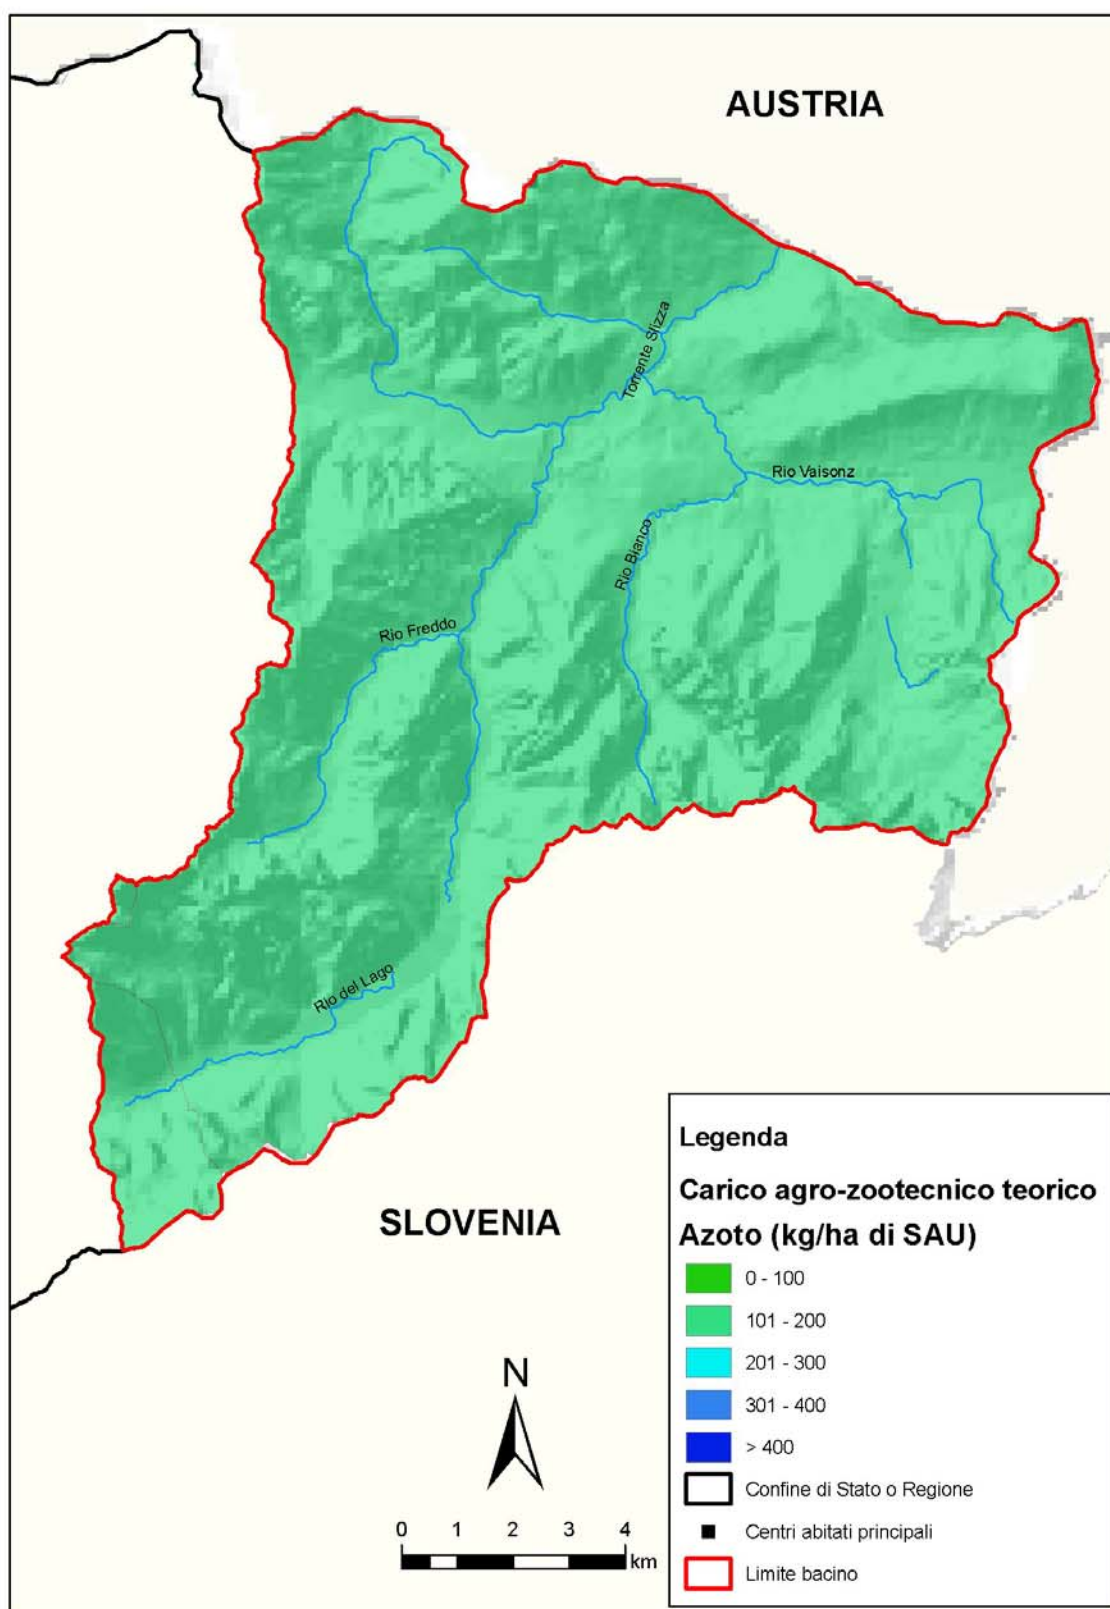 AUSTRIA
Torrente Slizza
Rio Vaisonz
Rio Bianco
Rio Freddo
Rio del Lago
SLOVENIA
N
0 1 2 3 4
km
Legenda
Carico agro-zootecnico teorico
Azoto (kg/ha di SAU)
0 - 100
101 - 200
201 - 300
301 - 400
> 400
Confine di Stato o Regione
Centri abitati principali
Limite bacino